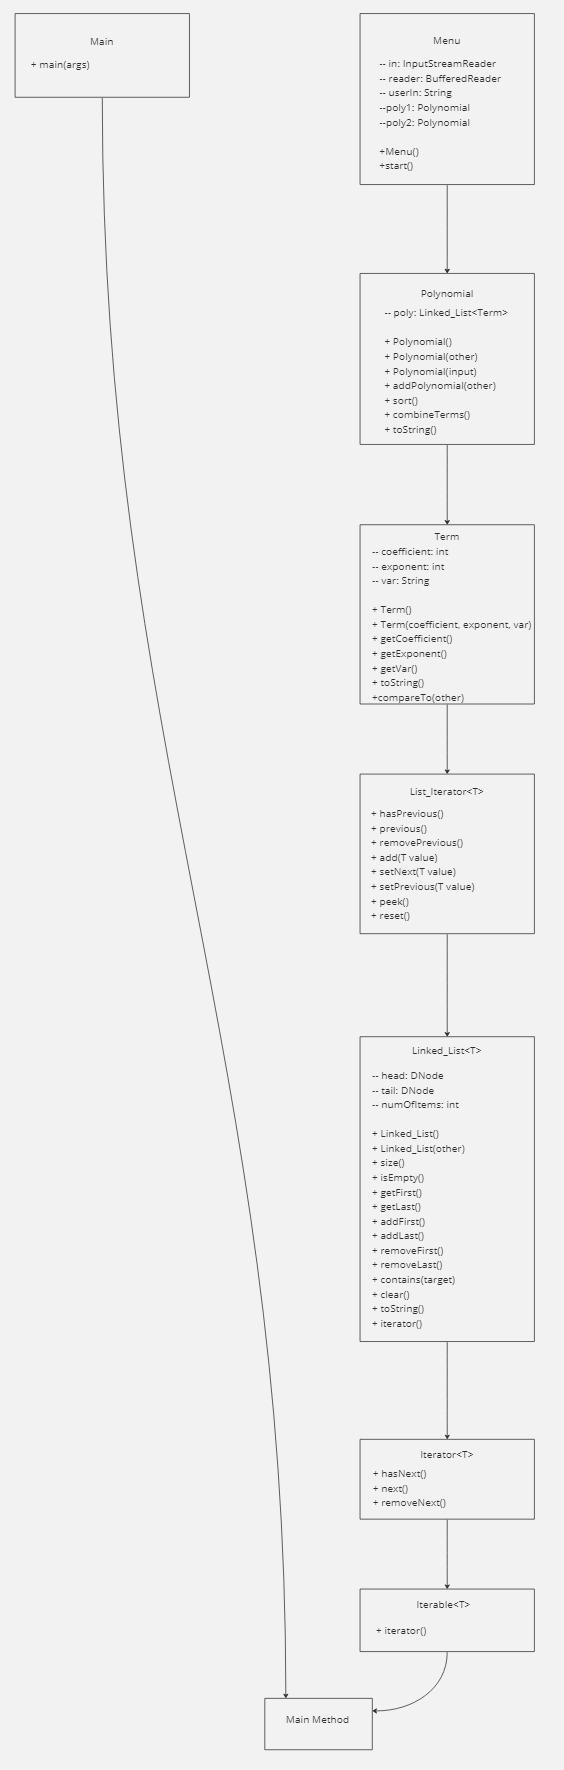 Main
+ main(args)
Menu
-- in: InputStreamReader
-- reader: BufferedReader
-- userIn: String
--poly1: Polynomial
--poly2: Polynomial
+Menu()
+start()
Polynomial
-- poly: Linked_List<Term>
+ Polynomial()
+ Polynomial(other)
+ Polynomial(input)
+ addPolynomial(other)
+ sort()
+ combineTerms()
+ toString()
Term
-- coefficient: int
-- exponent: int
-- var: String
+ Term()
+ Term(coefficient, exponent, var)
+ getCoefficient()
+ getExponent()
+ getVar()
+ toString()
+compareTo(other)
List_Iterator<T>
+ hasPrevious()
+ previous()
+ removePrevious()
+ add(T value)
+ setNext(T value)
+ setPrevious(T value)
+ peek()
+ reset()
Linked_List<T>
-- head: DNode
-- tail: DNode
-- numOfItems: int
+ Linked_List()
+ Linked_List(other)
+ size()
+ isEmpty()
+ getFirst()
+ getLast()
+ addFirst()
+ addLast()
+ removeFirst()
+ removeLast()
+ contains(target)
+ clear()
+ toString()
+ iterator()
Iterator<T>
+ hasNext()
+ next()
+ removeNext()
Iterable<T>
+ iterator()
Main Method